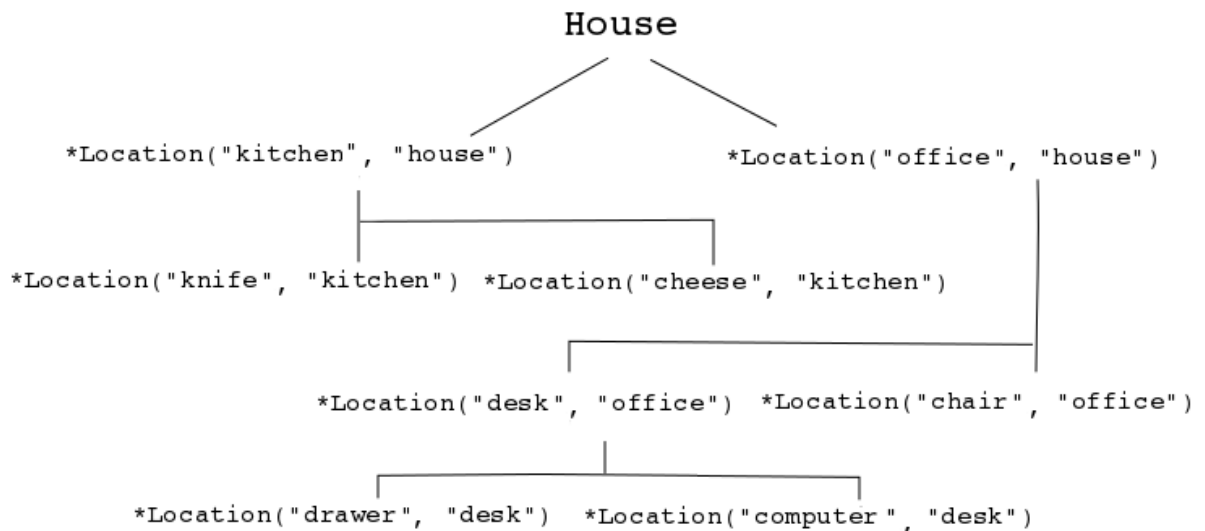 House
*Location("kitchen", "house") *Location("office", "house")
*Location("knife", "kitchen") *Location("cheese", "kitchen")
*Location("desk", "office") *Location("chair", "office")
*Location("drawer", "desk") *Location("computer", "desk")